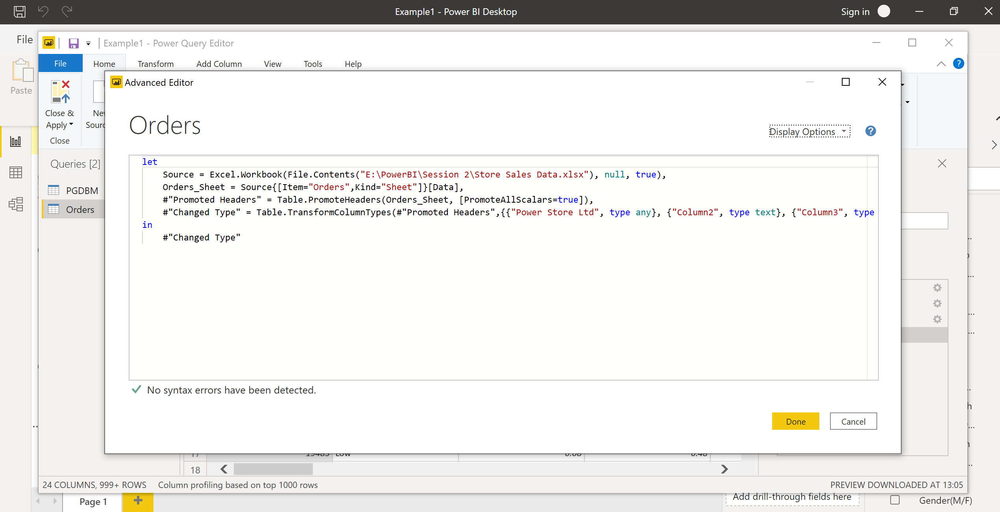 Example1 - Power BI Desktop
Sign in
File
Example1 - Power Query Editor
File Home Transform Add Column View Tools Help
Paste
Advanced Editor
Close &
Apply
Close
Orders
Display Options
Queries [2]
PGDBM
Orders
let
Source = Excel.Workbook(File.Contents("E:\PowerBI\Session 2\Store Sales Data.xlsx"), null, true),
Orders_Sheet = Source{[Item="Orders",Kind="Sheet"]}[Data],
#"Promoted Headers" = Table.PromoteHeaders(Orders_Sheet, [PromoteAllScalars=true]),
#"Changed Type" = Table.TransformColumnTypes(#"Promoted Headers",{{"Power Store Ltd", type any}, {"Column2", type text}, {"Column3", type
in
#"Changed Type"
No syntax errors have been detected.
Done Cancel
18
24 COLUMNS, 999+ ROWS Column profiling based on top 1000 rows
PREVIEW DOWNLOADED AT 13:05
Page 1
Add drill-through fields here
Gender(M/F)